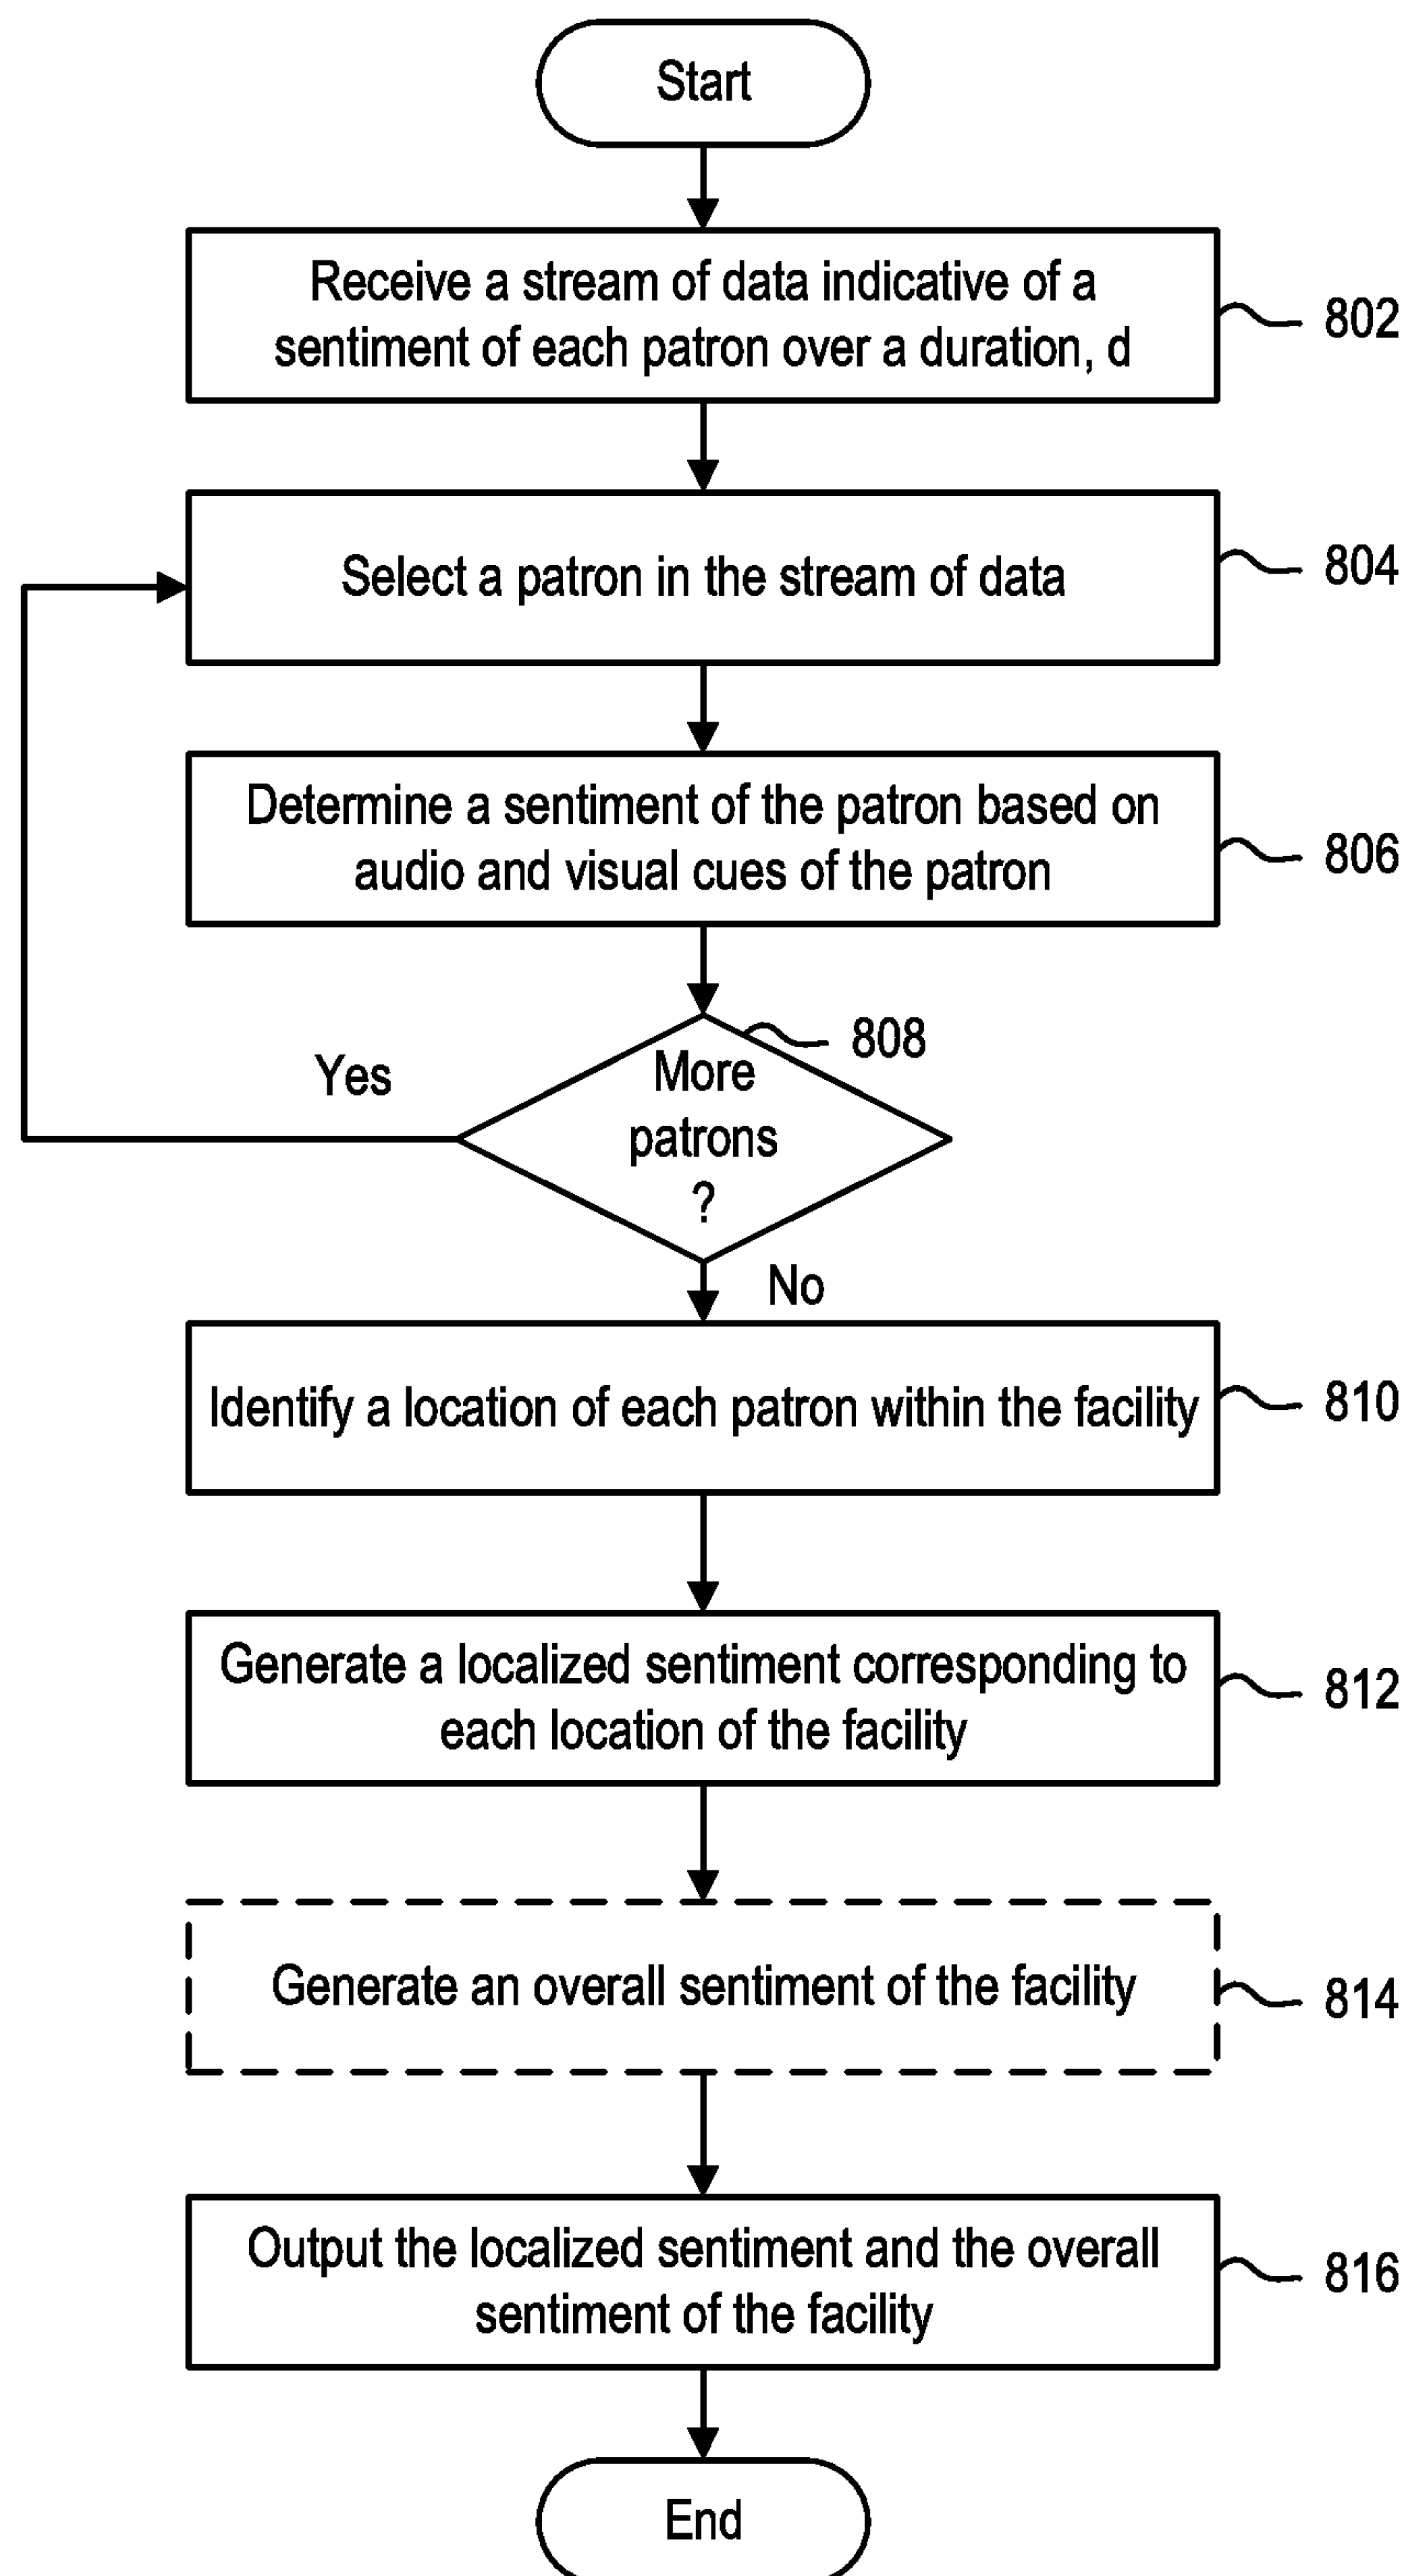 Start
Receive a stream of data indicative of a
sentiment of each patron over a duration, d
802
Select a patron in the stream of data
804
Determine a sentiment of the patron based on
audio and visual cues of the patron
806
808
More
patrons
?
Yes
No
Identify a location of each patron within the facility
810
Generate a localized sentiment corresponding to
each location of the facility
812
Generate an overall sentiment of the facility
814
Output the localized sentiment and the overall
sentiment of the facility
816
End